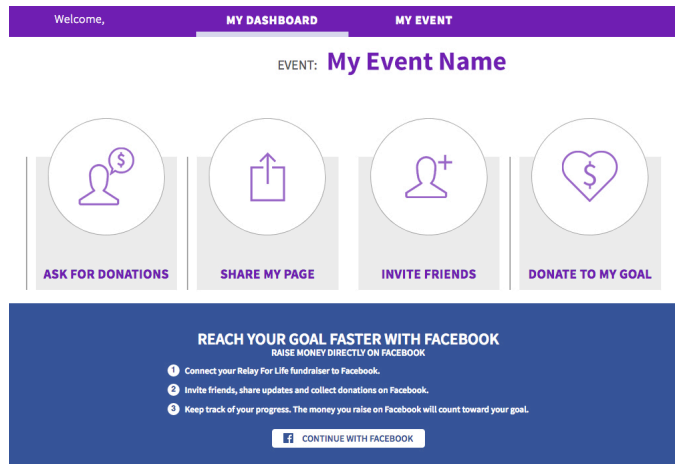 Welcome, MY DASHBOARD MY EVENT
EVENT: My Event Name
$ $
ASK FOR DONATIONS SHARE MY PAGE INVITE FRIENDS DONATE TO MY GOAL
REACH YOUR GOAL FASTER WITH FACEBOOK
RAISE MONEY DIRECTLY ON FACEBOOK
1 Connect your Relay For Life fundraiser to Facebook.
2 Invite friends, share updates and collect donations on Facebook.
3 Keep track of your progress. The money you raise on Facebook will count toward your goal.
f CONTINUE WITH FACEBOOK